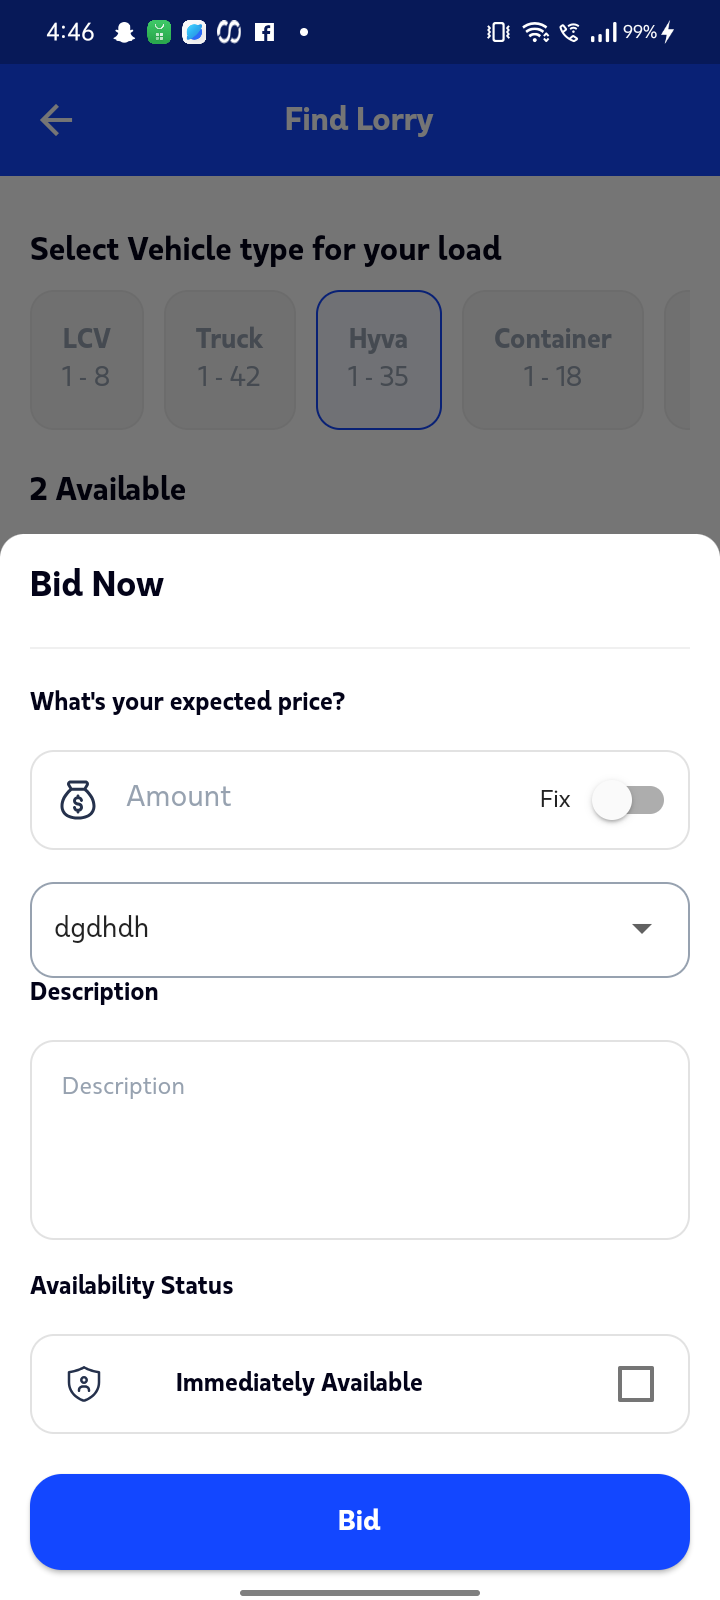 4:46 99%
Find Lorry
Select Vehicle type for your load
LCV Truck Hyva Container
1 - 8 1 - 42 1 - 35 1 - 18
2 Available
Bid Now
What's your expected price?
Amount Fix
dgdhdh
Description
Description
Availability Status
Immediately Available
Bid